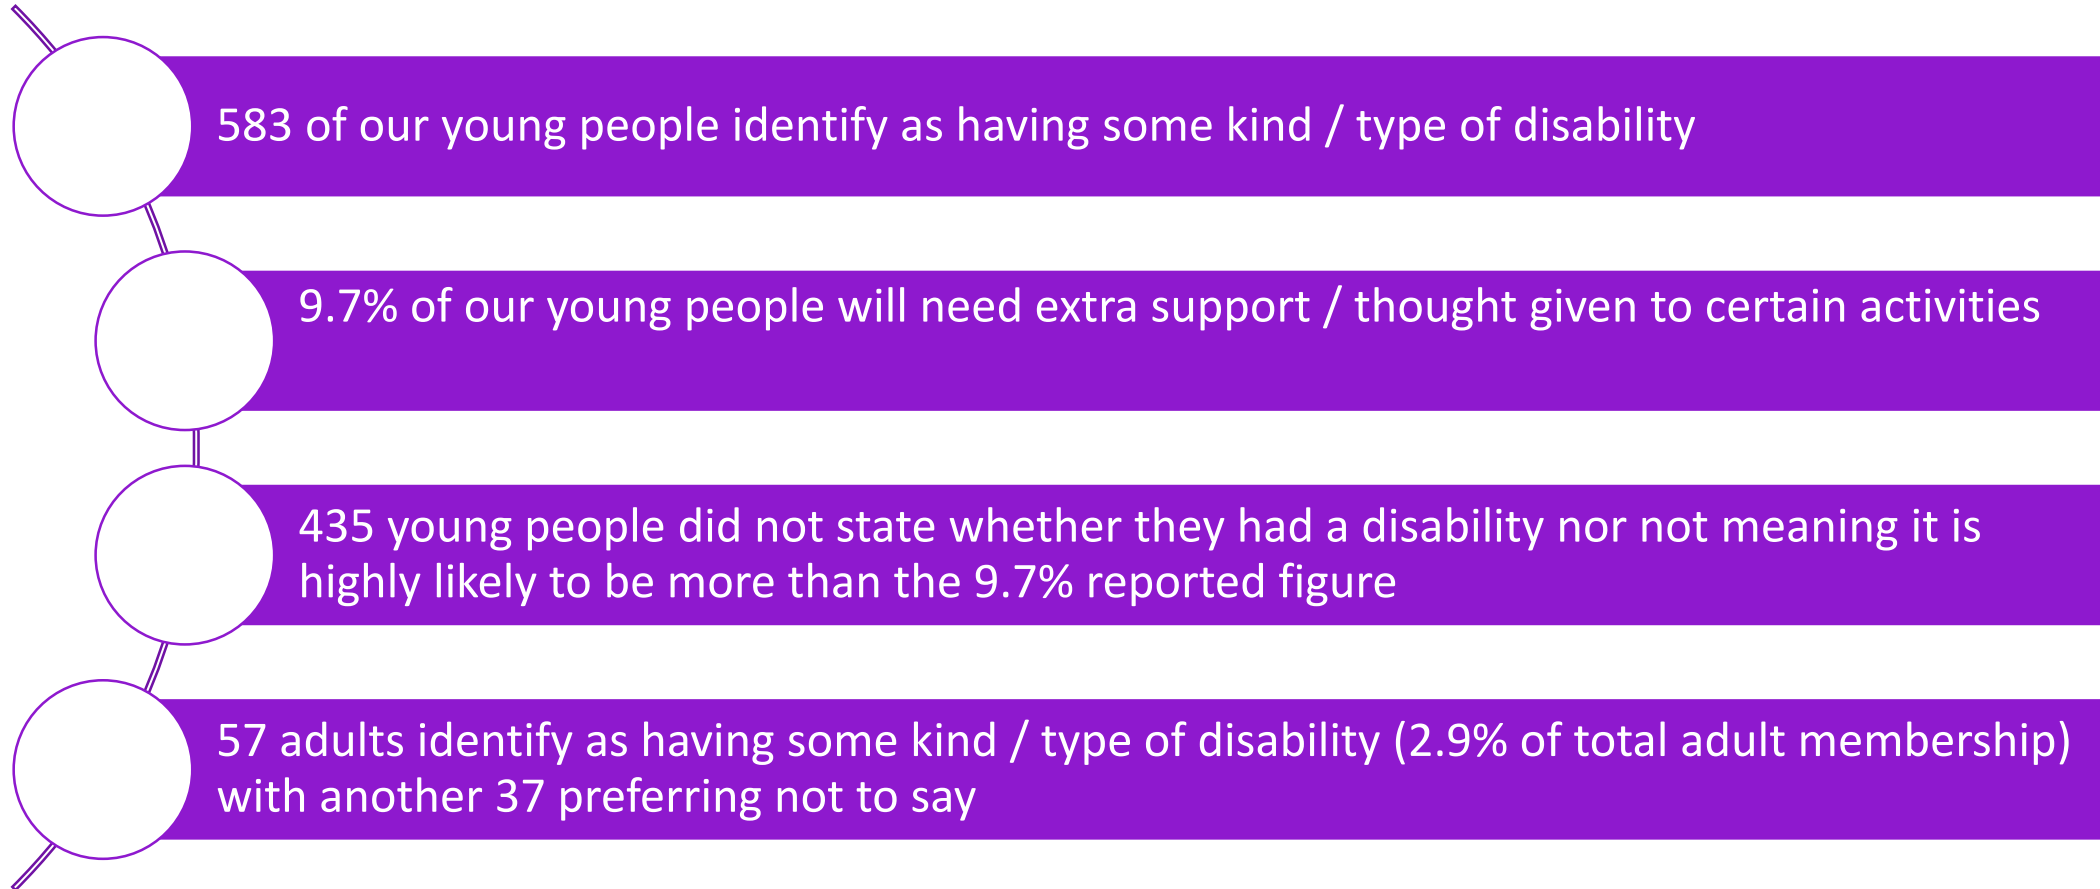 583 of our young people identify as having some kind / type of disability
9.7% of our young people will need extra support / thought given to certain activities
435 young people did not state whether they had a disability nor not meaning it is
highly likely to be more than the 9.7% reported figure
57 adults identify as having some kind / type of disability (2.9% of total adult membership)
with another 37 preferring not to say